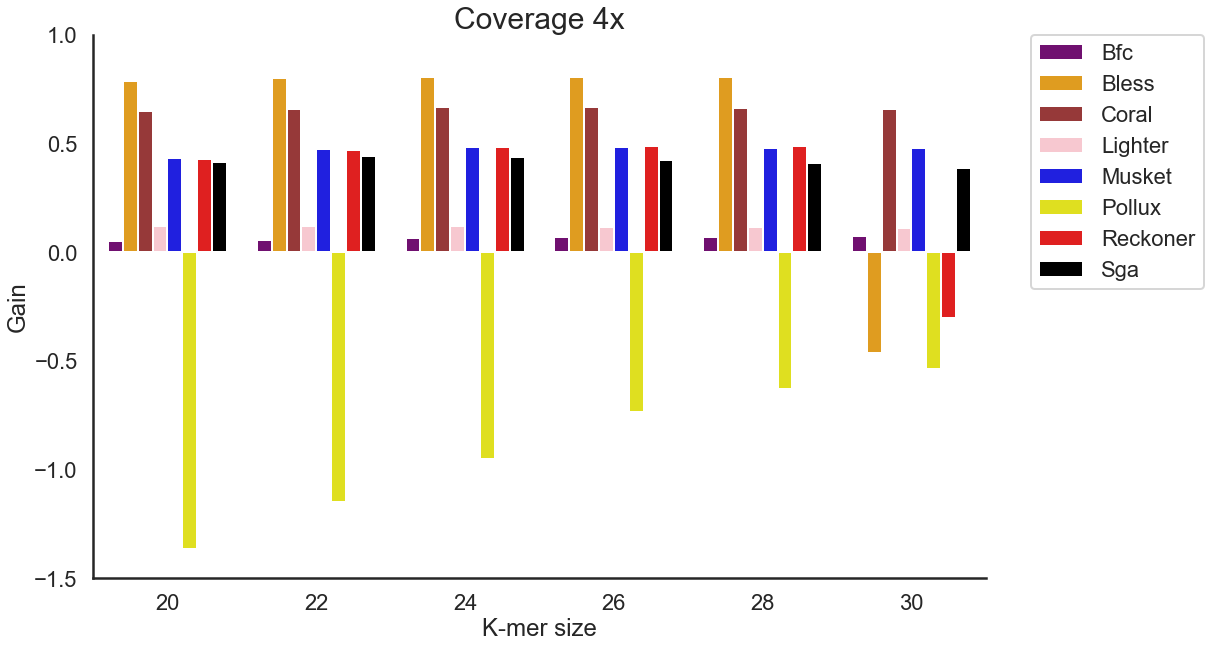 Coverage 4x
1.0
0.5
0.0
−0.5
−1.0
−1.5
Gain
20 22 24 26 28 30
K-mer size
Bfc
Bless
Coral
Lighter
Musket
Pollux
Reckoner
Sga